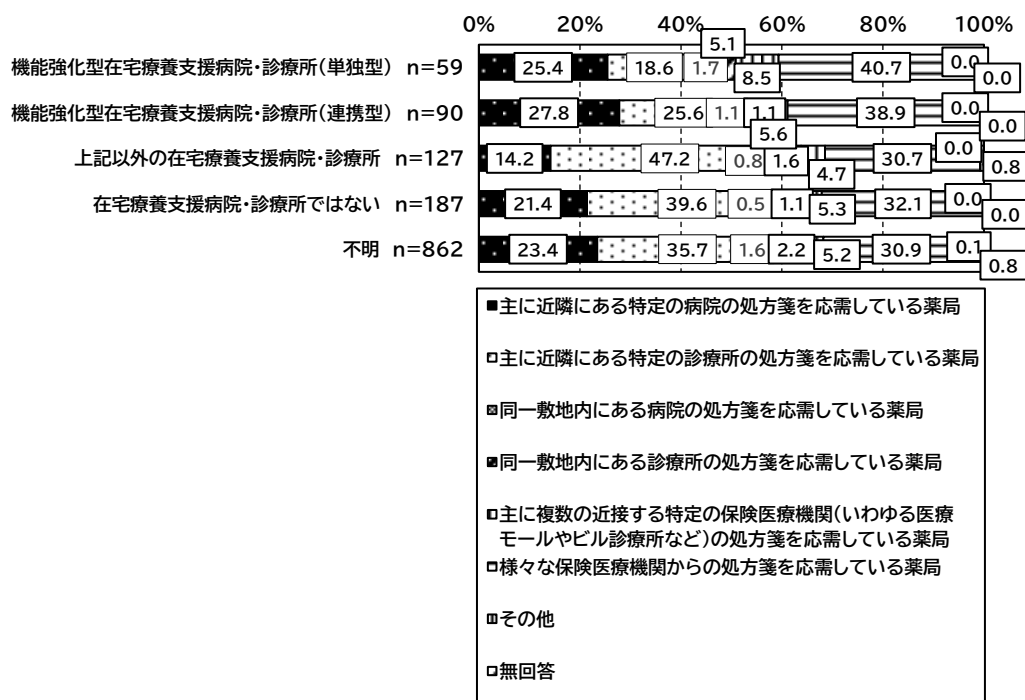 0% 20% 40% 60% 80% 100%
機能強化型在宅療養支援病院・診療所(単独型) n=59 25.4 18.6 1.7 5.1 8.5 40.7 0.0 0.0
機能強化型在宅療養支援病院・診療所(連携型) n=90 27.8 25.6 1.1 1.1 5.6 38.9 0.0 0.0
上記以外の在宅療養支援病院・診療所 n=127 14.2 47.2 0.8 1.6 4.7 30.7 0.0 0.8
在宅療養支援病院・診療所ではない n=187 21.4 39.6 0.5 1.1 5.3 32.1 0.0 0.0
不明 n=862 23.4 35.7 1.6 2.2 5.2 30.9 0.1 0.8
主に近隣にある特定の病院の処方箋を応需している薬局
主に近隣にある特定の診療所の処方箋を応需している薬局
同一敷地内にある病院の処方箋を応需している薬局
同一敷地内にある診療所の処方箋を応需している薬局
主に複数の近接する特定の保険医療機関(いわゆる医療
モールやビル診療所など)の処方箋を応需している薬局
様々な保険医療機関からの処方箋を応需している薬局
その他
無回答